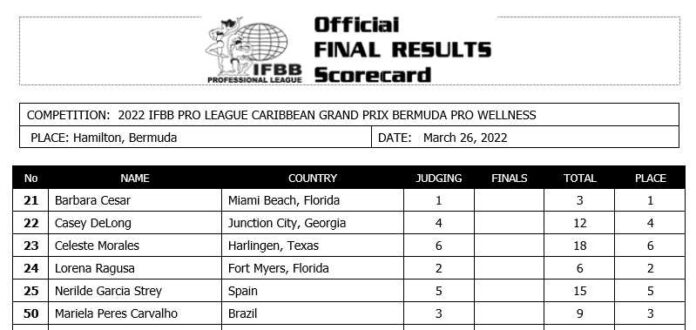 Official
FINAL RESULTS
Scorecard
IFBB
PROFESSIONAL LEAGUE
COMPETITION: 2022 IFBB PRO LEAGUE CARIBBEAN GRAND PRIX BERMUDA PRO WELLNESS
PLACE: Hamilton, Bermuda DATE: March 26, 2022
No NAME COUNTRY JUDGING FINALS TOTAL PLACE
21 Barbara Cesar Miami Beach, Florida 1 3 1
22 Casey DeLong Junction City, Georgia 4 12 4
23 Celeste Morales Harlingen, Texas 6 18 6
24 Lorena Ragusa Fort Myers, Florida 2 6 2
25 Nerilde Garcia Strey Spain 5 15 5
50 Mariela Peres Carvalho Brazil 3 9 3